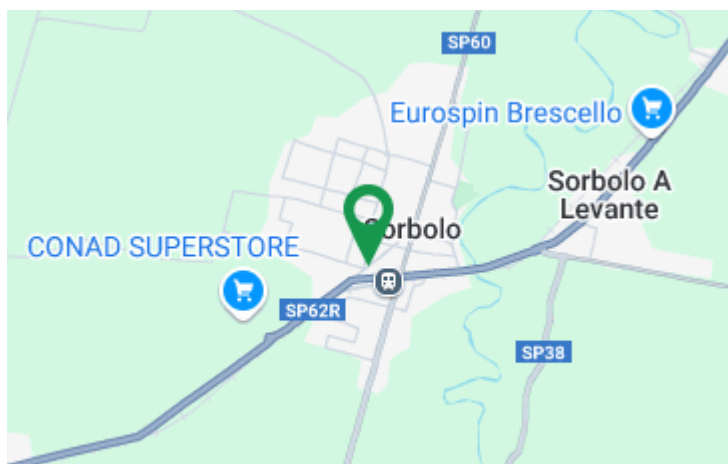 SP60
Eurospin Brescello
Sorbolo A
Levante
Sorbolo
CONAD SUPERSTORE
SP62R
SP38